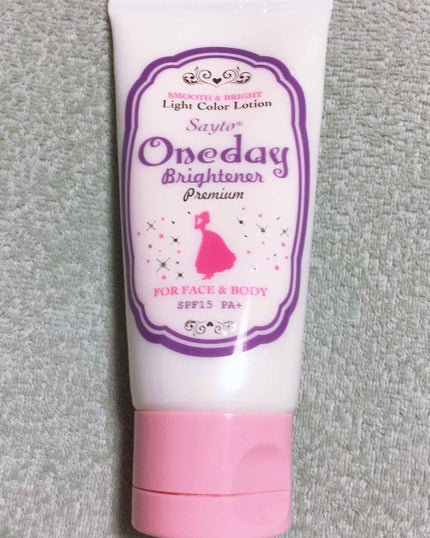 SMOOTH & BRIGHT
Light Color Lotion
Sayto®
Oneday
Brightener
Premium
FOR FACE & BODY
SPF15 PA+